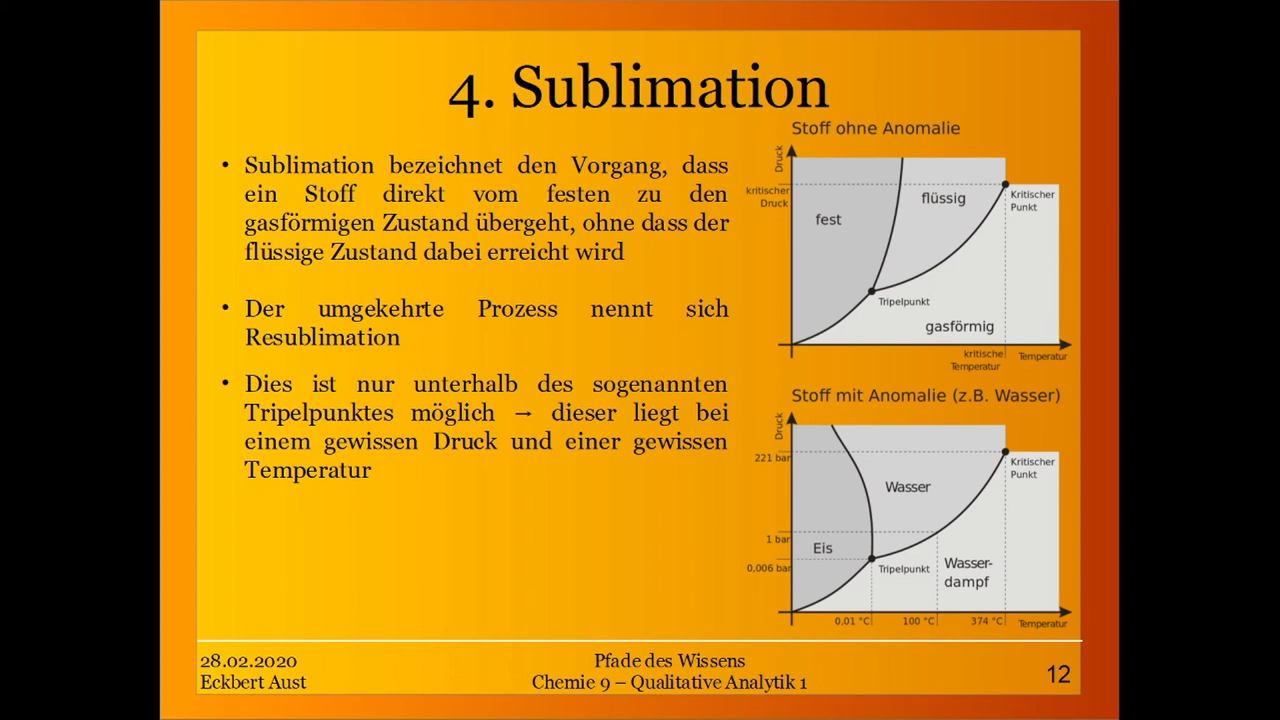 4. Sublimation
• Sublimation bezeichnet den Vorgang, dass
ein Stoff direkt vom festen zu den
gasförmigen Zustand übergeht, ohne dass der
flüssige Zustand dabei erreicht wird
• Der umgekehrte Prozess nennt sich
Resublimation
• Dies ist nur unterhalb des sogenannten
Tripelpunktes möglich → dieser liegt bei
einem gewissen Druck und einer gewissen
Temperatur
Stoff ohne Anomalie
Druck
kritischer
Druck
fest
flüssig
Kritischer
Punkt
Tripelpunkt
gasförmig
kritische
Temperatur
Temperatur
Stoff mit Anomalie (z.B. Wasser)
Druck
221 bar
Kritischer
Punkt
Wasser
1 bar
Eis
0,006 bar
Tripelpunkt
Wasser-
dampf
0,01 °C
100 °C
374 °C
Temperatur
28.02.2020
Eckbert Aust
Pfade des Wissens
Chemie 9 – Qualitative Analytik 1
12